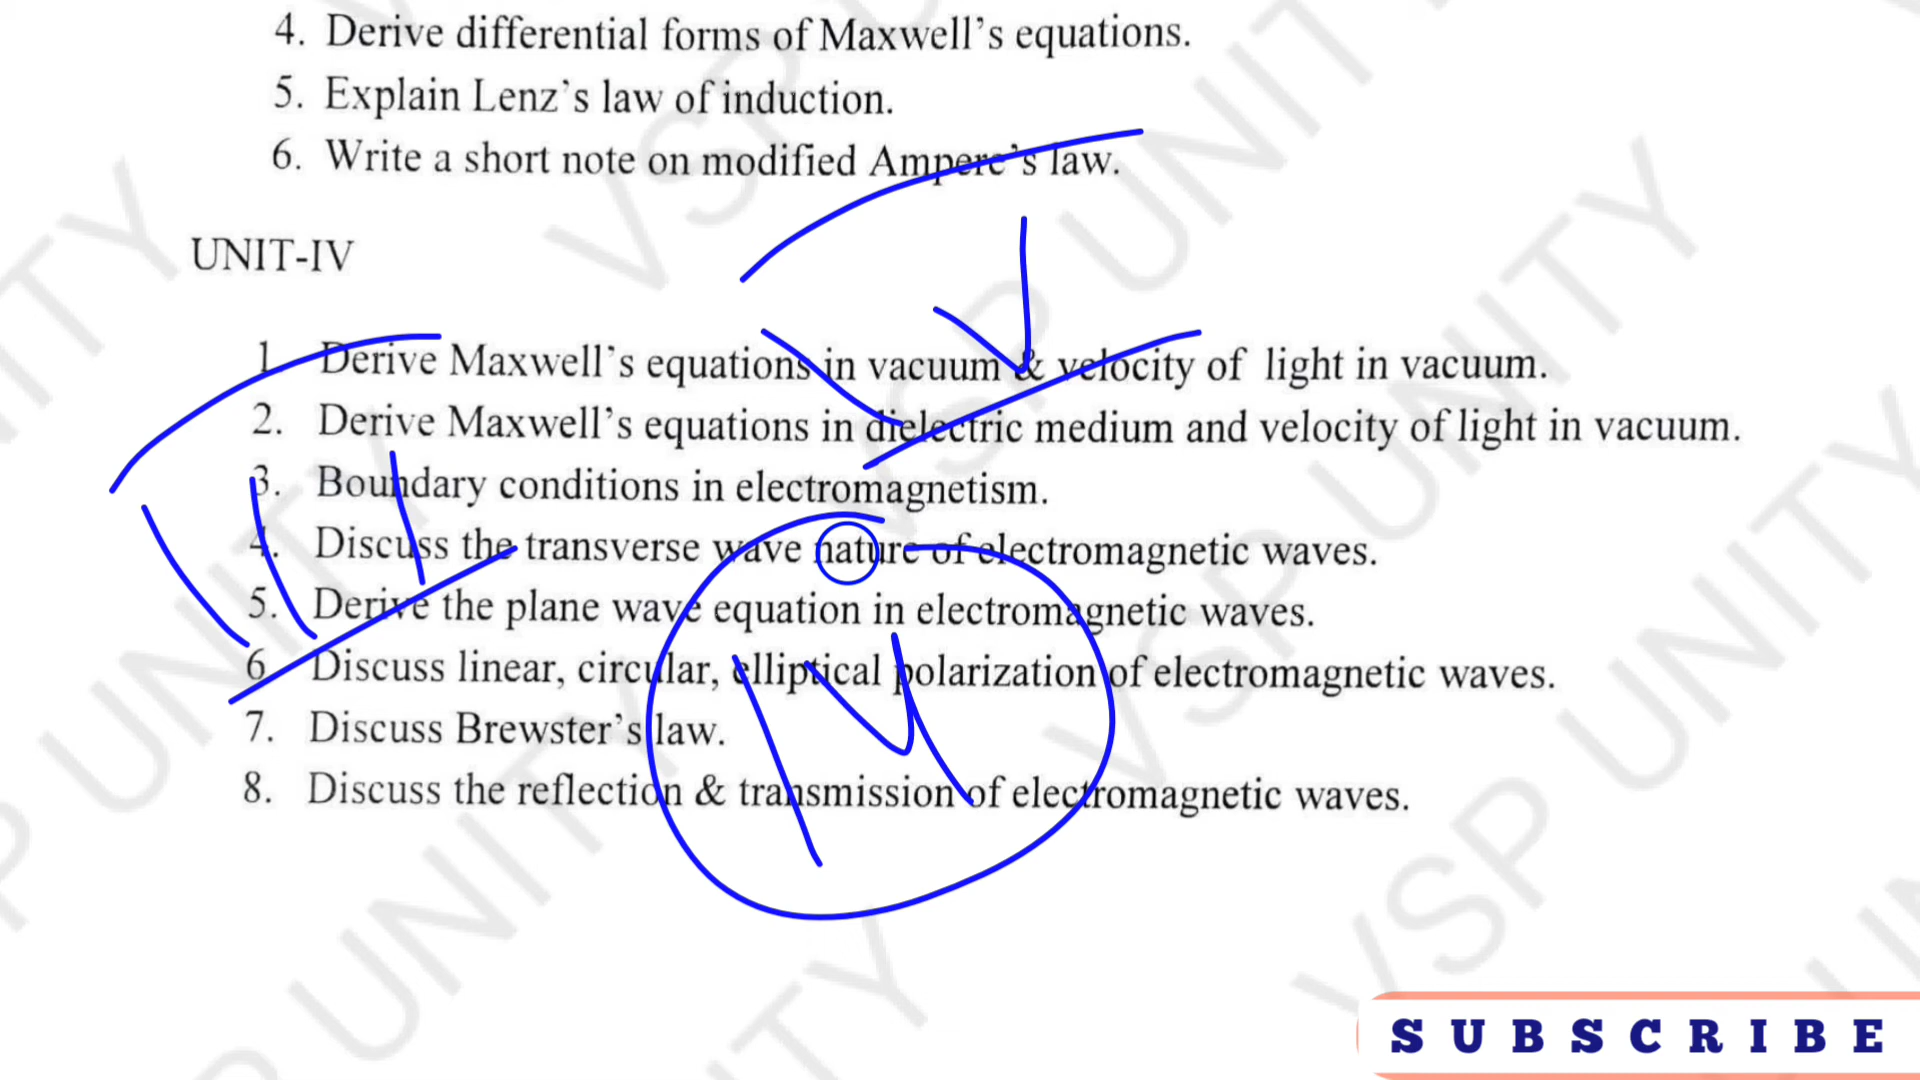 4. Derive differential forms of Maxwell's equations.
5. Explain Lenz's law of induction.
6. Write a short note on modified Ampere's law.
UNIT-IV
1. Derive Maxwell's equations in vacuum & velocity of light in vacuum.
2. Derive Maxwell's equations in dielectric medium and velocity of light in vacuum.
3. Boundary conditions in electromagnetism.
4. Discuss the transverse wave nature of electromagnetic waves.
5. Derive the plane wave equation in electromagnetic waves.
6. Discuss linear, circular, elliptical polarization of electromagnetic waves.
7. Discuss Brewster's law.
8. Discuss the reflection & transmission of electromagnetic waves.
VSP UNITY
SUBSCRIBE